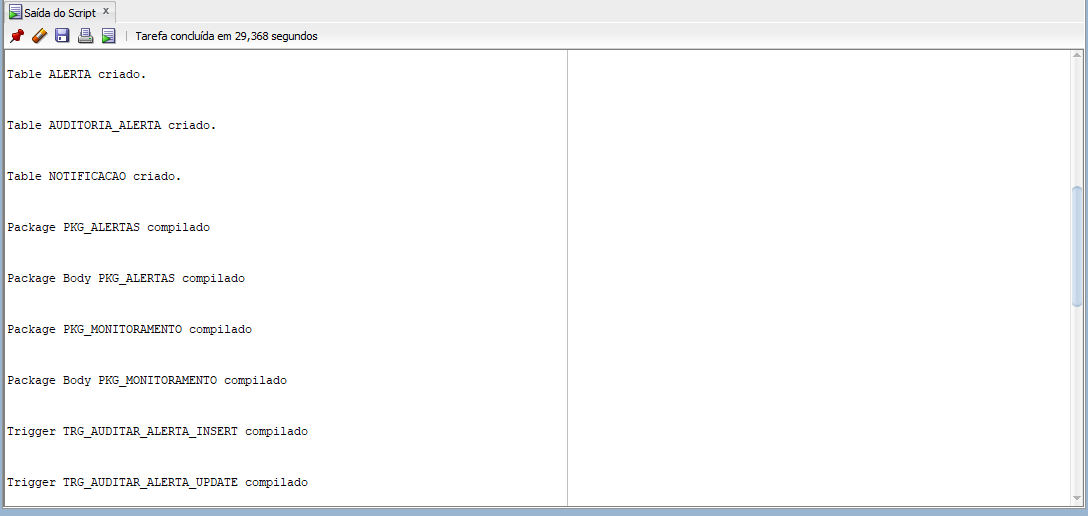 Saída do Script x
Tarefa concluída em 29,368 segundos
Table ALERTA criado.
Table AUDITORIA_ALERTA criado.
Table NOTIFICACAO criado.
Package PKG_ALERTAS compilado
Package Body PKG_ALERTAS compilado
Package PKG_MONITORAMENTO compilado
Package Body PKG_MONITORAMENTO compilado
Trigger TRG_AUDITAR_ALERTA_INSERT compilado
Trigger TRG_AUDITAR_ALERTA_UPDATE compilado